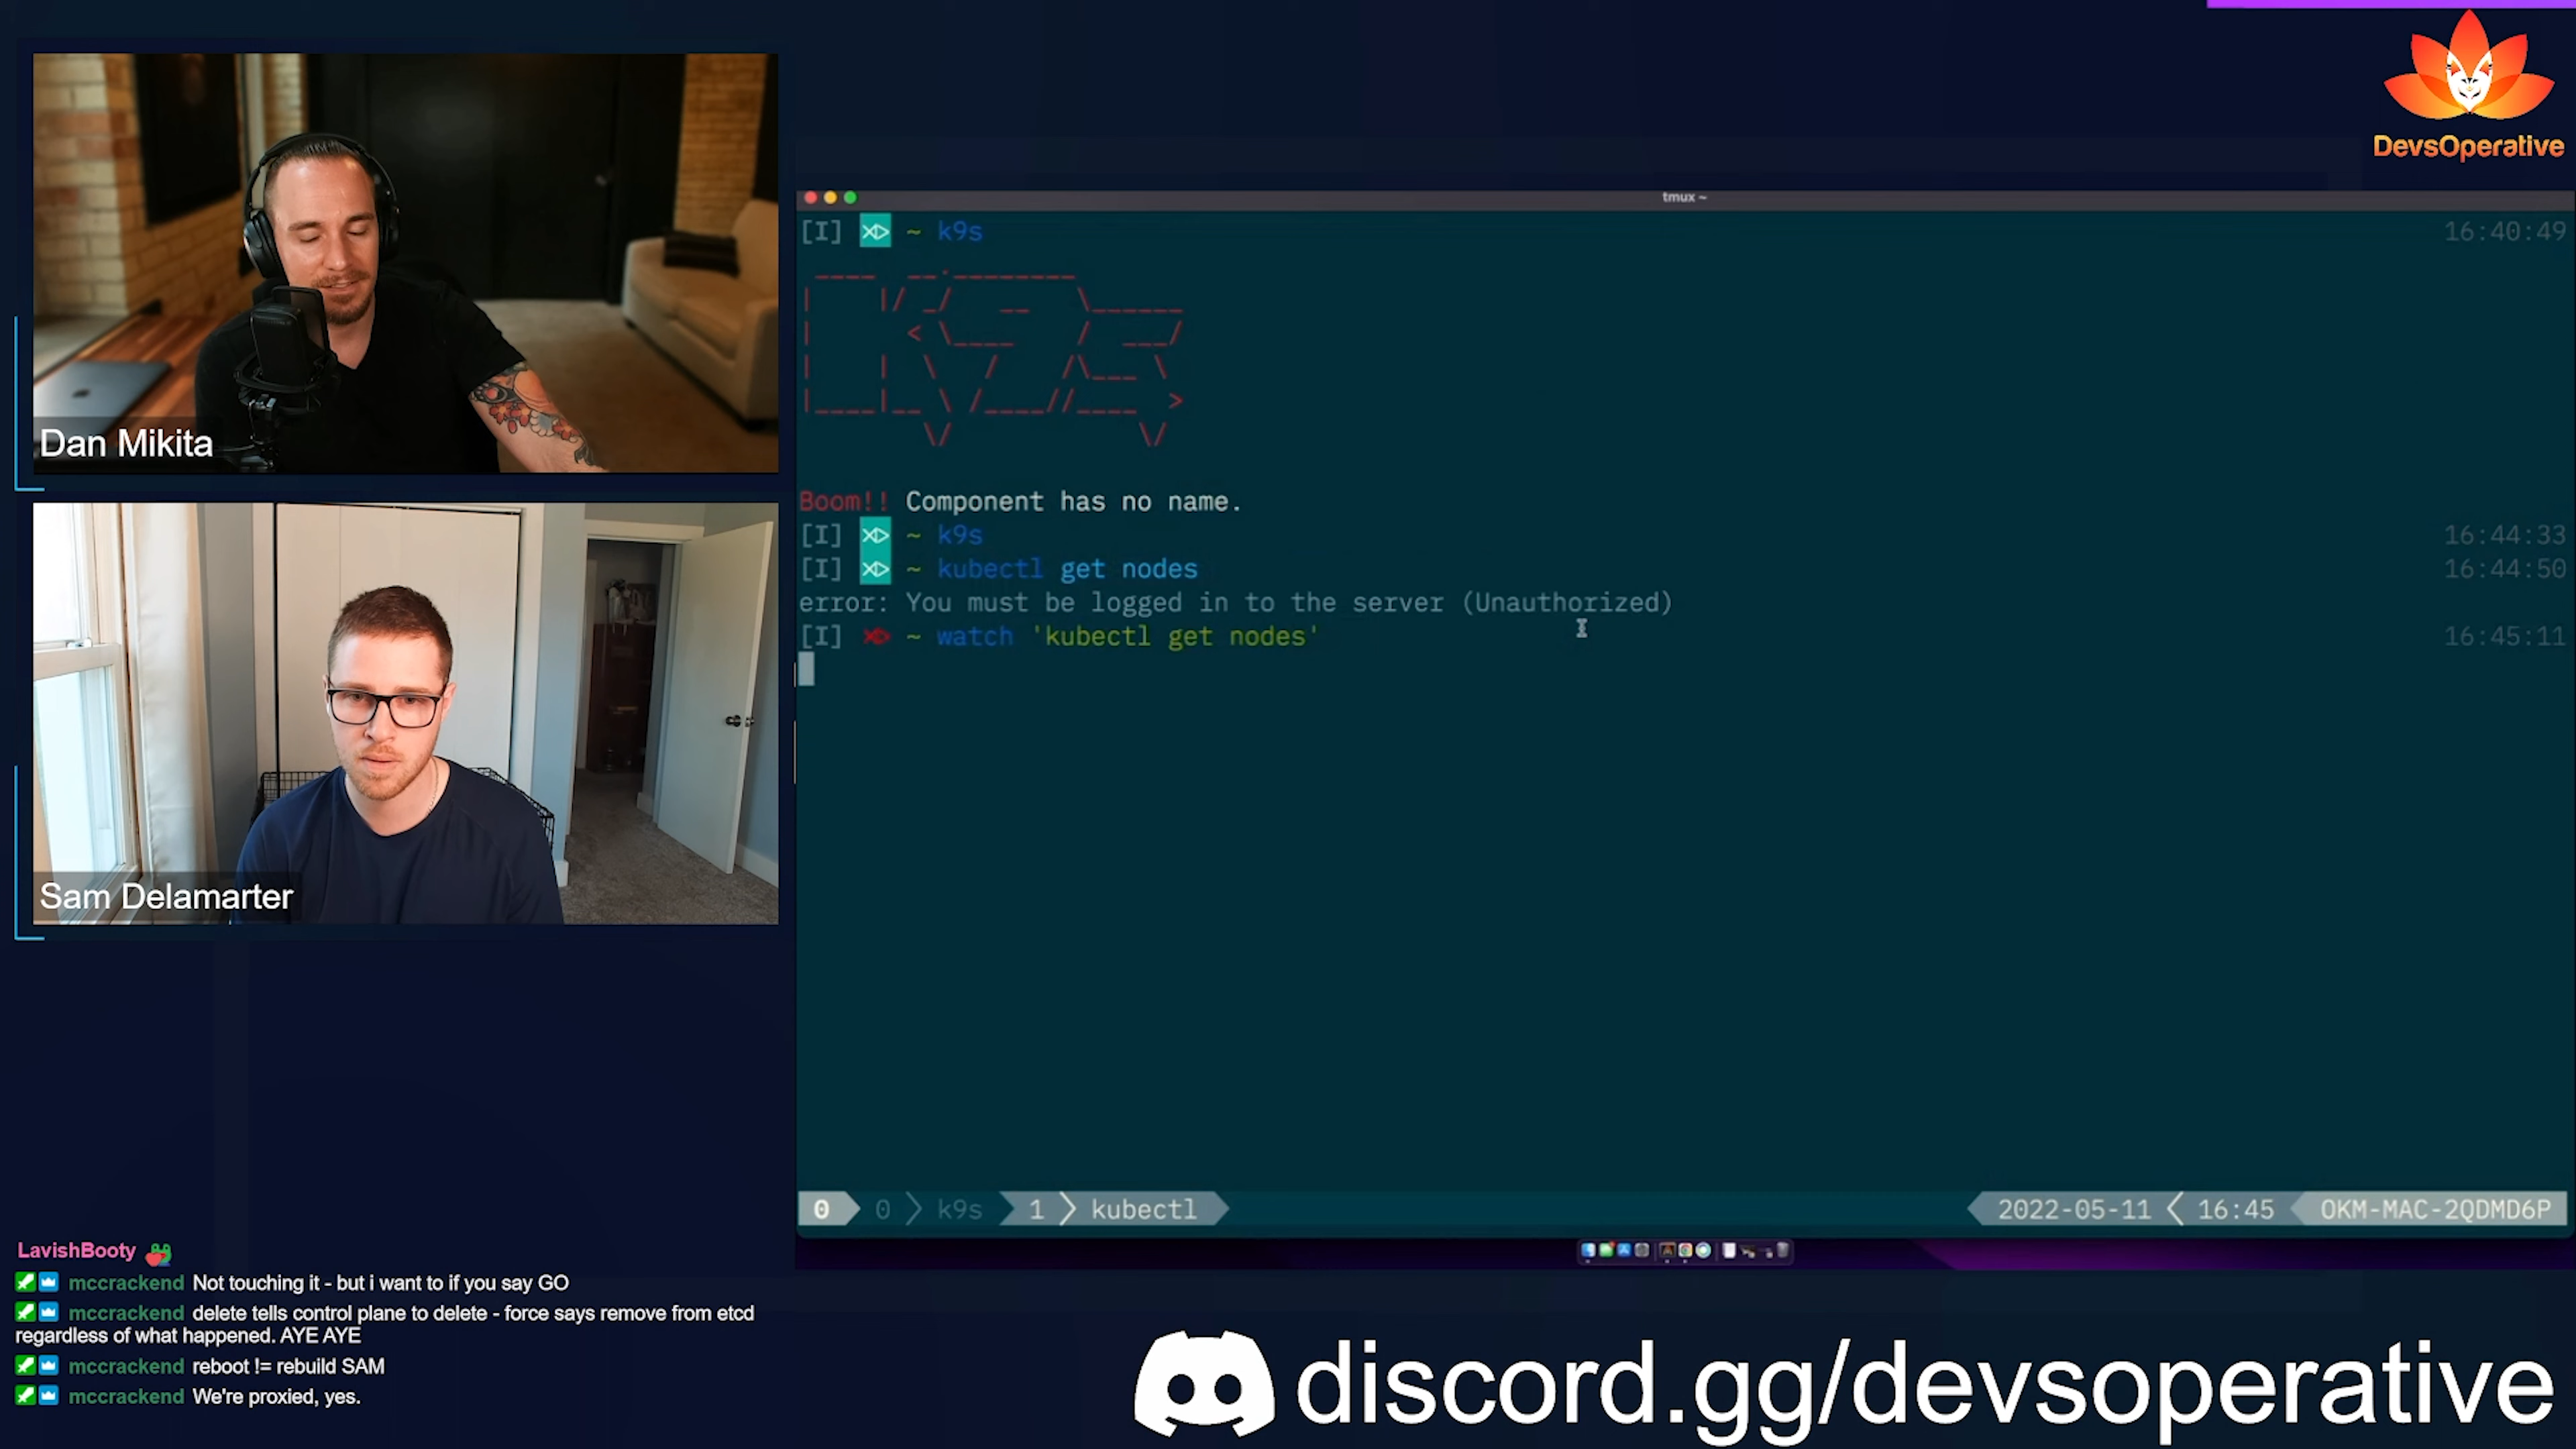 DevsOperative
tmux ~
[I] ~ k9s 16:40:49
Boom!! Component has no name.
[I] ~ k9s 16:44:33
[I] ~ kubectl get nodes 16:44:50
error: You must be logged in to the server (Unauthorized)
[I] ~ watch 'kubectl get nodes' 16:45:11
0 0 k9s 1 kubectl 2022-05-11 16:45 OKM-MAC-2QDMD6P
Dan Mikita
Sam Delamarter
LavishBooty
mccrackend Not touching it - but i want to if you say GO
mccrackend delete tells control plane to delete - force says remove from etcd
regardless of what happened. AYE AYE
mccrackend reboot != rebuild SAM
mccrackend We're proxied, yes.
discord.gg/devsoperative